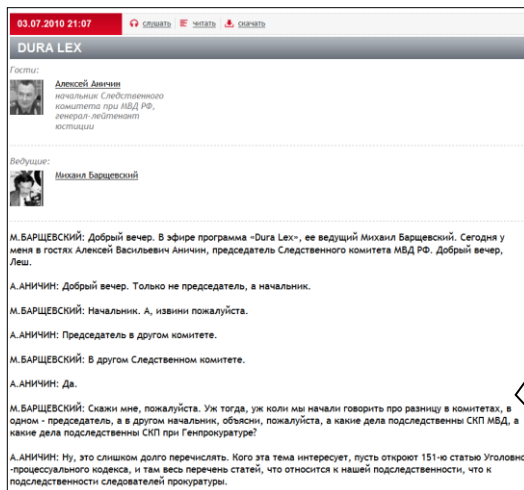 03.07.2010 21:07 слушать читать скачать
DURA LEX
Гости:
Алексей Аничин
начальник Следственного
комитета при МВД РФ,
генерал-лейтенант
юстиции
Ведущие:
Михаил Барщевский
М.БАРЩЕВСКИЙ: Добрый вечер. В эфире программа «Dura Lex», ее ведущий Михаил Барщевский. Сегодня у
меня в гостях Алексей Васильевич Аничин, председатель Следственного комитета МВД РФ. Добрый вечер,
Леш.
А.АНИЧИН: Добрый вечер. Только не председатель, а начальник.
М.БАРЩЕВСКИЙ: Начальник. А, извини пожалуйста.
А.АНИЧИН: Председатель в другом комитете.
М.БАРЩЕВСКИЙ: В другом Следственном комитете.
А.АНИЧИН: Да.
М.БАРЩЕВСКИЙ: Скажи мне, пожалуйста. Уж тогда, уж коли мы начали говорить про разницу в комитетах, в
одном – председатель, а в другом начальник, объясни, пожалуйста, а какие дела подследственны СКП МВД, а
какие дела подследственны СКП при Генпрокуратуре?
А.АНИЧИН: Ну, это слишком долго перечислять. Кого эта тема интересует, пусть откроют 151-ю статью Уголовно
-процессуального кодекса, и там весь перечень статей, что относится к нашей подследственности, что к
подследственности следователей прокуратуры.